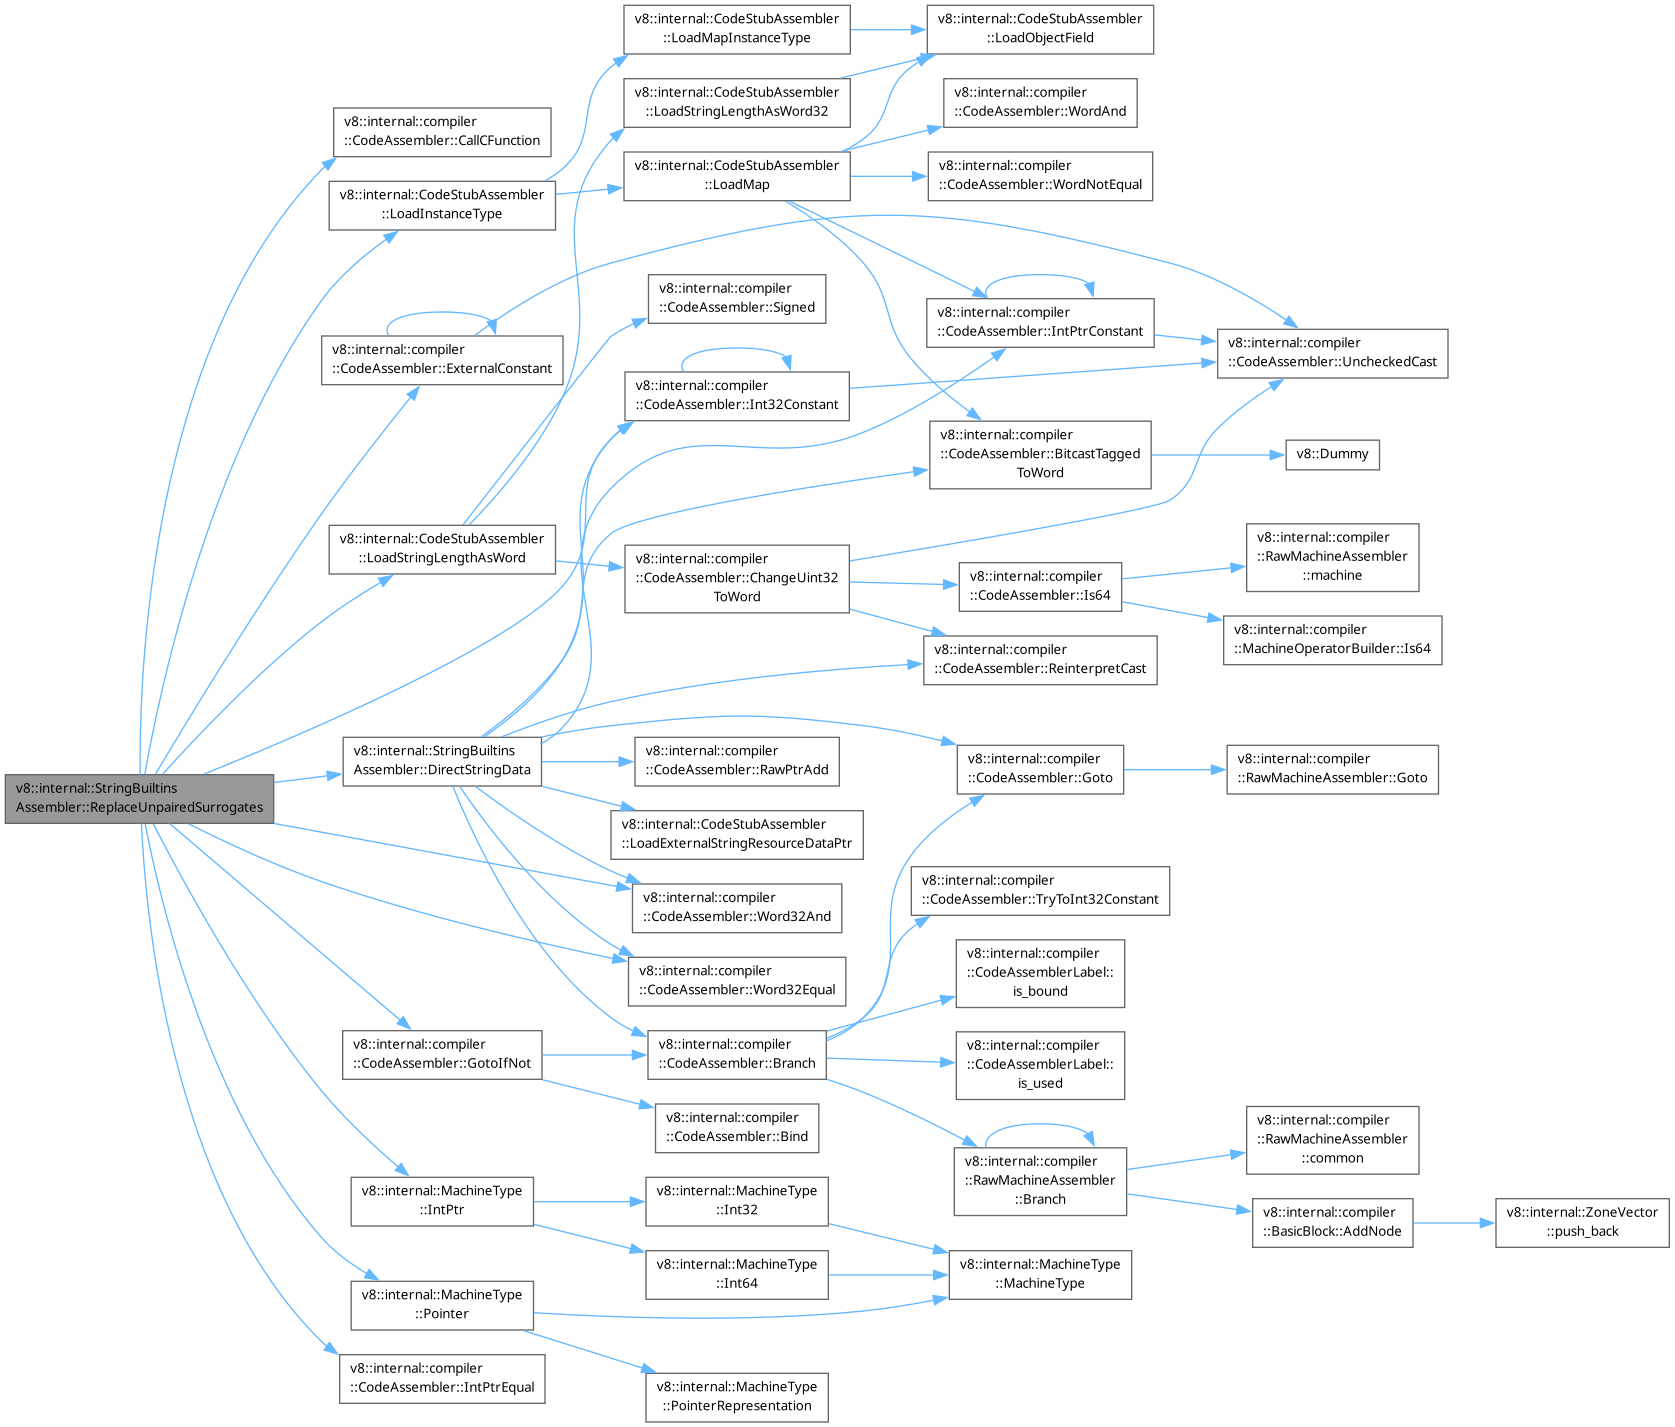 v8::internal::StringBuiltins
Assembler::ReplaceUnpairedSurrogates
v8::internal::compiler
::CodeAssembler::CallCFunction
v8::internal::CodeStubAssembler
::LoadInstanceType
v8::internal::compiler
::CodeAssembler::ExternalConstant
v8::internal::CodeStubAssembler
::LoadStringLengthAsWord
v8::internal::StringBuiltins
Assembler::DirectStringData
v8::internal::compiler
::CodeAssembler::GotoIfNot
v8::internal::MachineType
::IntPtr
v8::internal::MachineType
::Pointer
v8::internal::compiler
::CodeAssembler::IntPtrEqual
v8::internal::CodeStubAssembler
::LoadMapInstanceType
v8::internal::CodeStubAssembler
::LoadStringLengthAsWord32
v8::internal::CodeStubAssembler
::LoadMap
v8::internal::compiler
::CodeAssembler::Signed
v8::internal::compiler
::CodeAssembler::Int32Constant
v8::internal::compiler
::CodeAssembler::ChangeUint32
ToWord
v8::internal::compiler
::CodeAssembler::RawPtrAdd
v8::internal::CodeStubAssembler
::LoadExternalStringResourceDataPtr
v8::internal::compiler
::CodeAssembler::Word32And
v8::internal::compiler
::CodeAssembler::Word32Equal
v8::internal::compiler
::CodeAssembler::Branch
v8::internal::compiler
::CodeAssembler::Bind
v8::internal::MachineType
::Int32
v8::internal::MachineType
::Int64
v8::internal::MachineType
::PointerRepresentation
v8::internal::CodeStubAssembler
::LoadObjectField
v8::internal::compiler
::CodeAssembler::WordAnd
v8::internal::compiler
::CodeAssembler::WordNotEqual
v8::internal::compiler
::CodeAssembler::IntPtrConstant
v8::internal::compiler
::CodeAssembler::BitcastTagged
ToWord
v8::internal::compiler
::CodeAssembler::Is64
v8::internal::compiler
::CodeAssembler::ReinterpretCast
v8::internal::compiler
::CodeAssembler::Goto
v8::internal::compiler
::CodeAssembler::TryToInt32Constant
v8::internal::compiler
::CodeAssemblerLabel::
is_bound
v8::internal::compiler
::CodeAssemblerLabel::
is_used
v8::internal::compiler
::RawMachineAssembler
::Branch
v8::internal::MachineType
::MachineType
v8::internal::compiler
::CodeAssembler::UncheckedCast
v8::Dummy
v8::internal::compiler
::RawMachineAssembler
::machine
v8::internal::compiler
::MachineOperatorBuilder::Is64
v8::internal::compiler
::RawMachineAssembler::Goto
v8::internal::compiler
::RawMachineAssembler
::common
v8::internal::compiler
::BasicBlock::AddNode
v8::internal::ZoneVector
::push_back